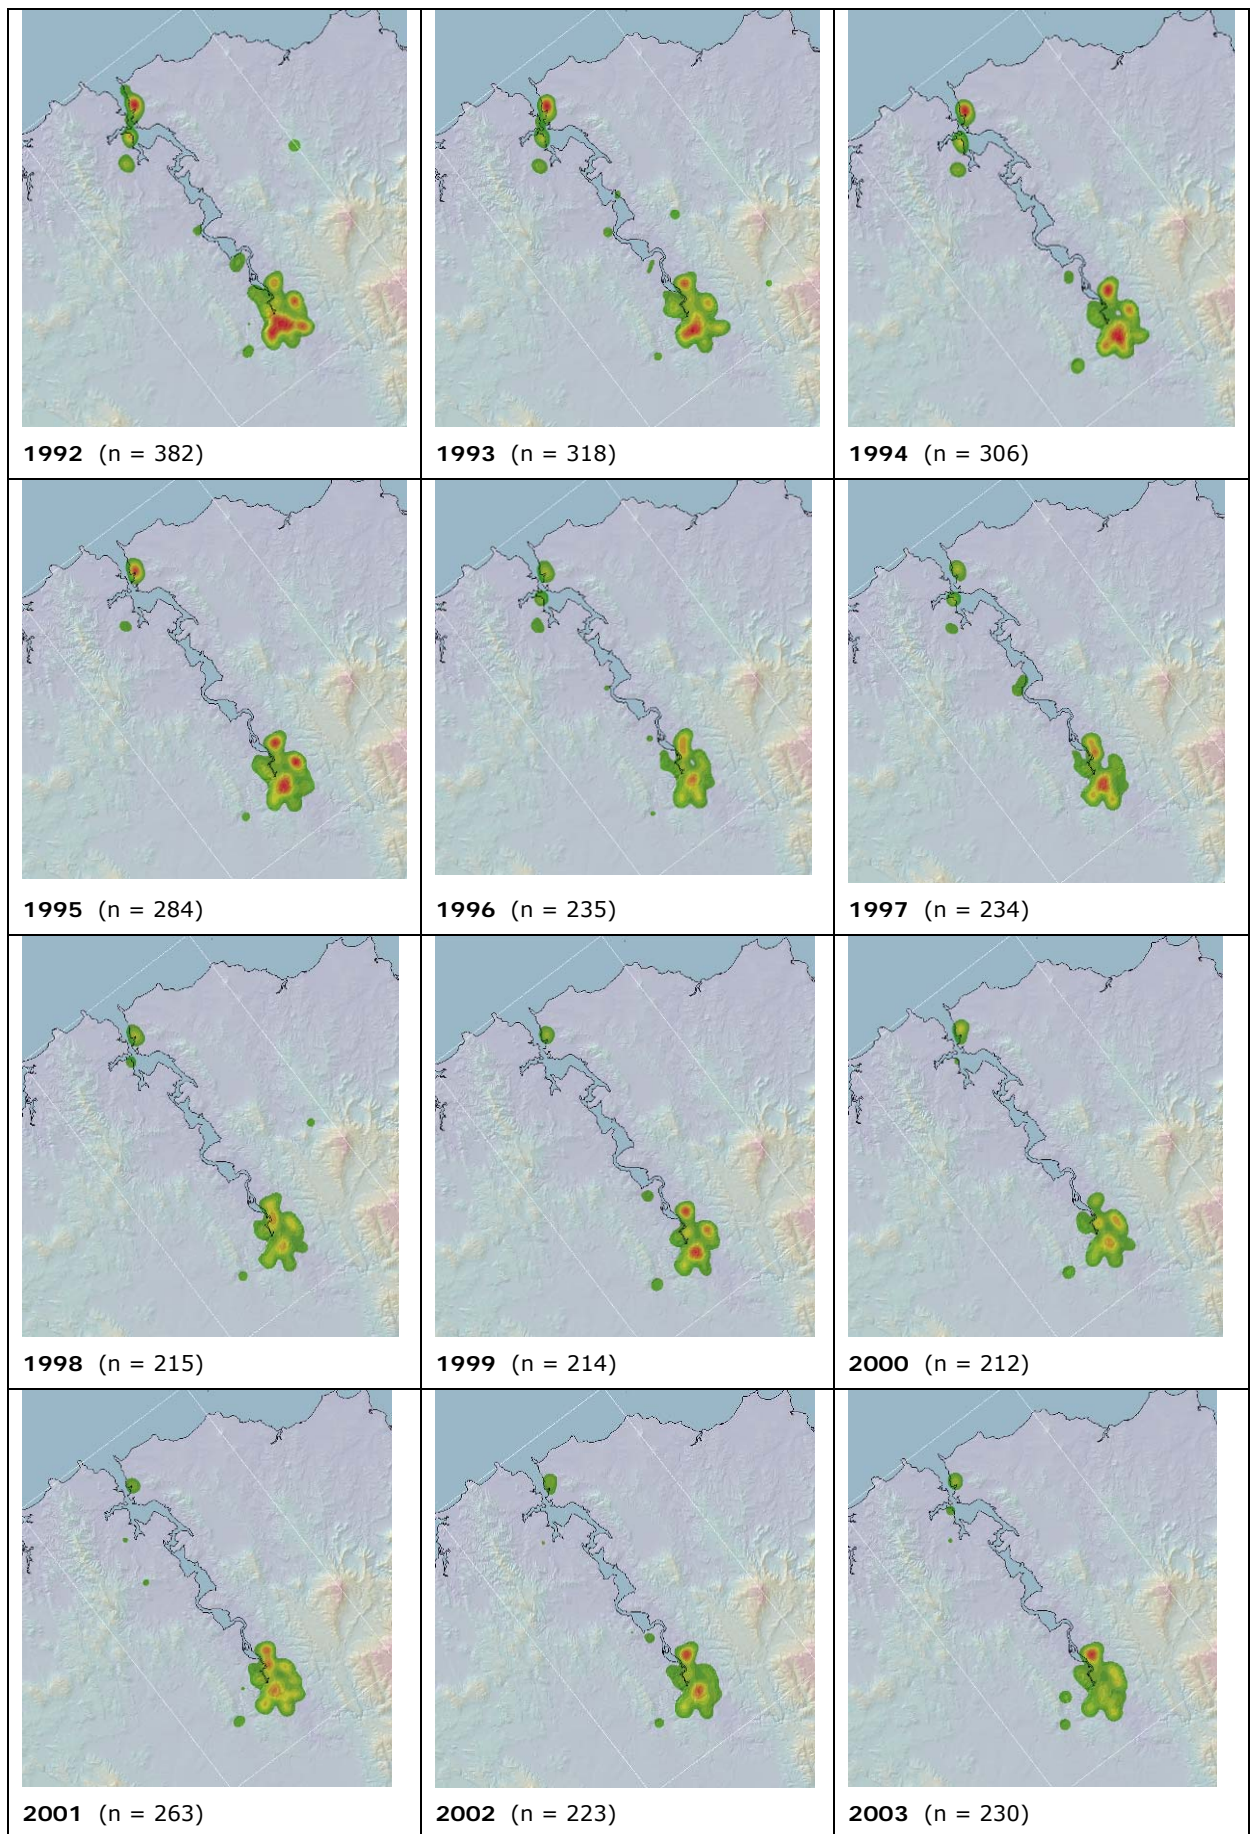 1992 (n = 382)
1993 (n = 318)
1994 (n = 306)
1995 (n = 284)
1996 (n = 235)
1997 (n = 234)
1998 (n = 215)
1999 (n = 214)
2000 (n = 212)
2001 (n = 263)
2002 (n = 223)
2003 (n = 230)